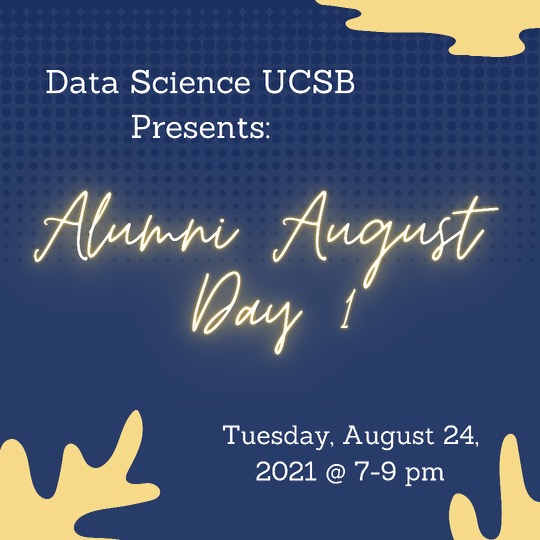 Data Science UCSB
Presents:
Alumni August
Day 1
Tuesday, August 24,
2021 @ 7-9 pm